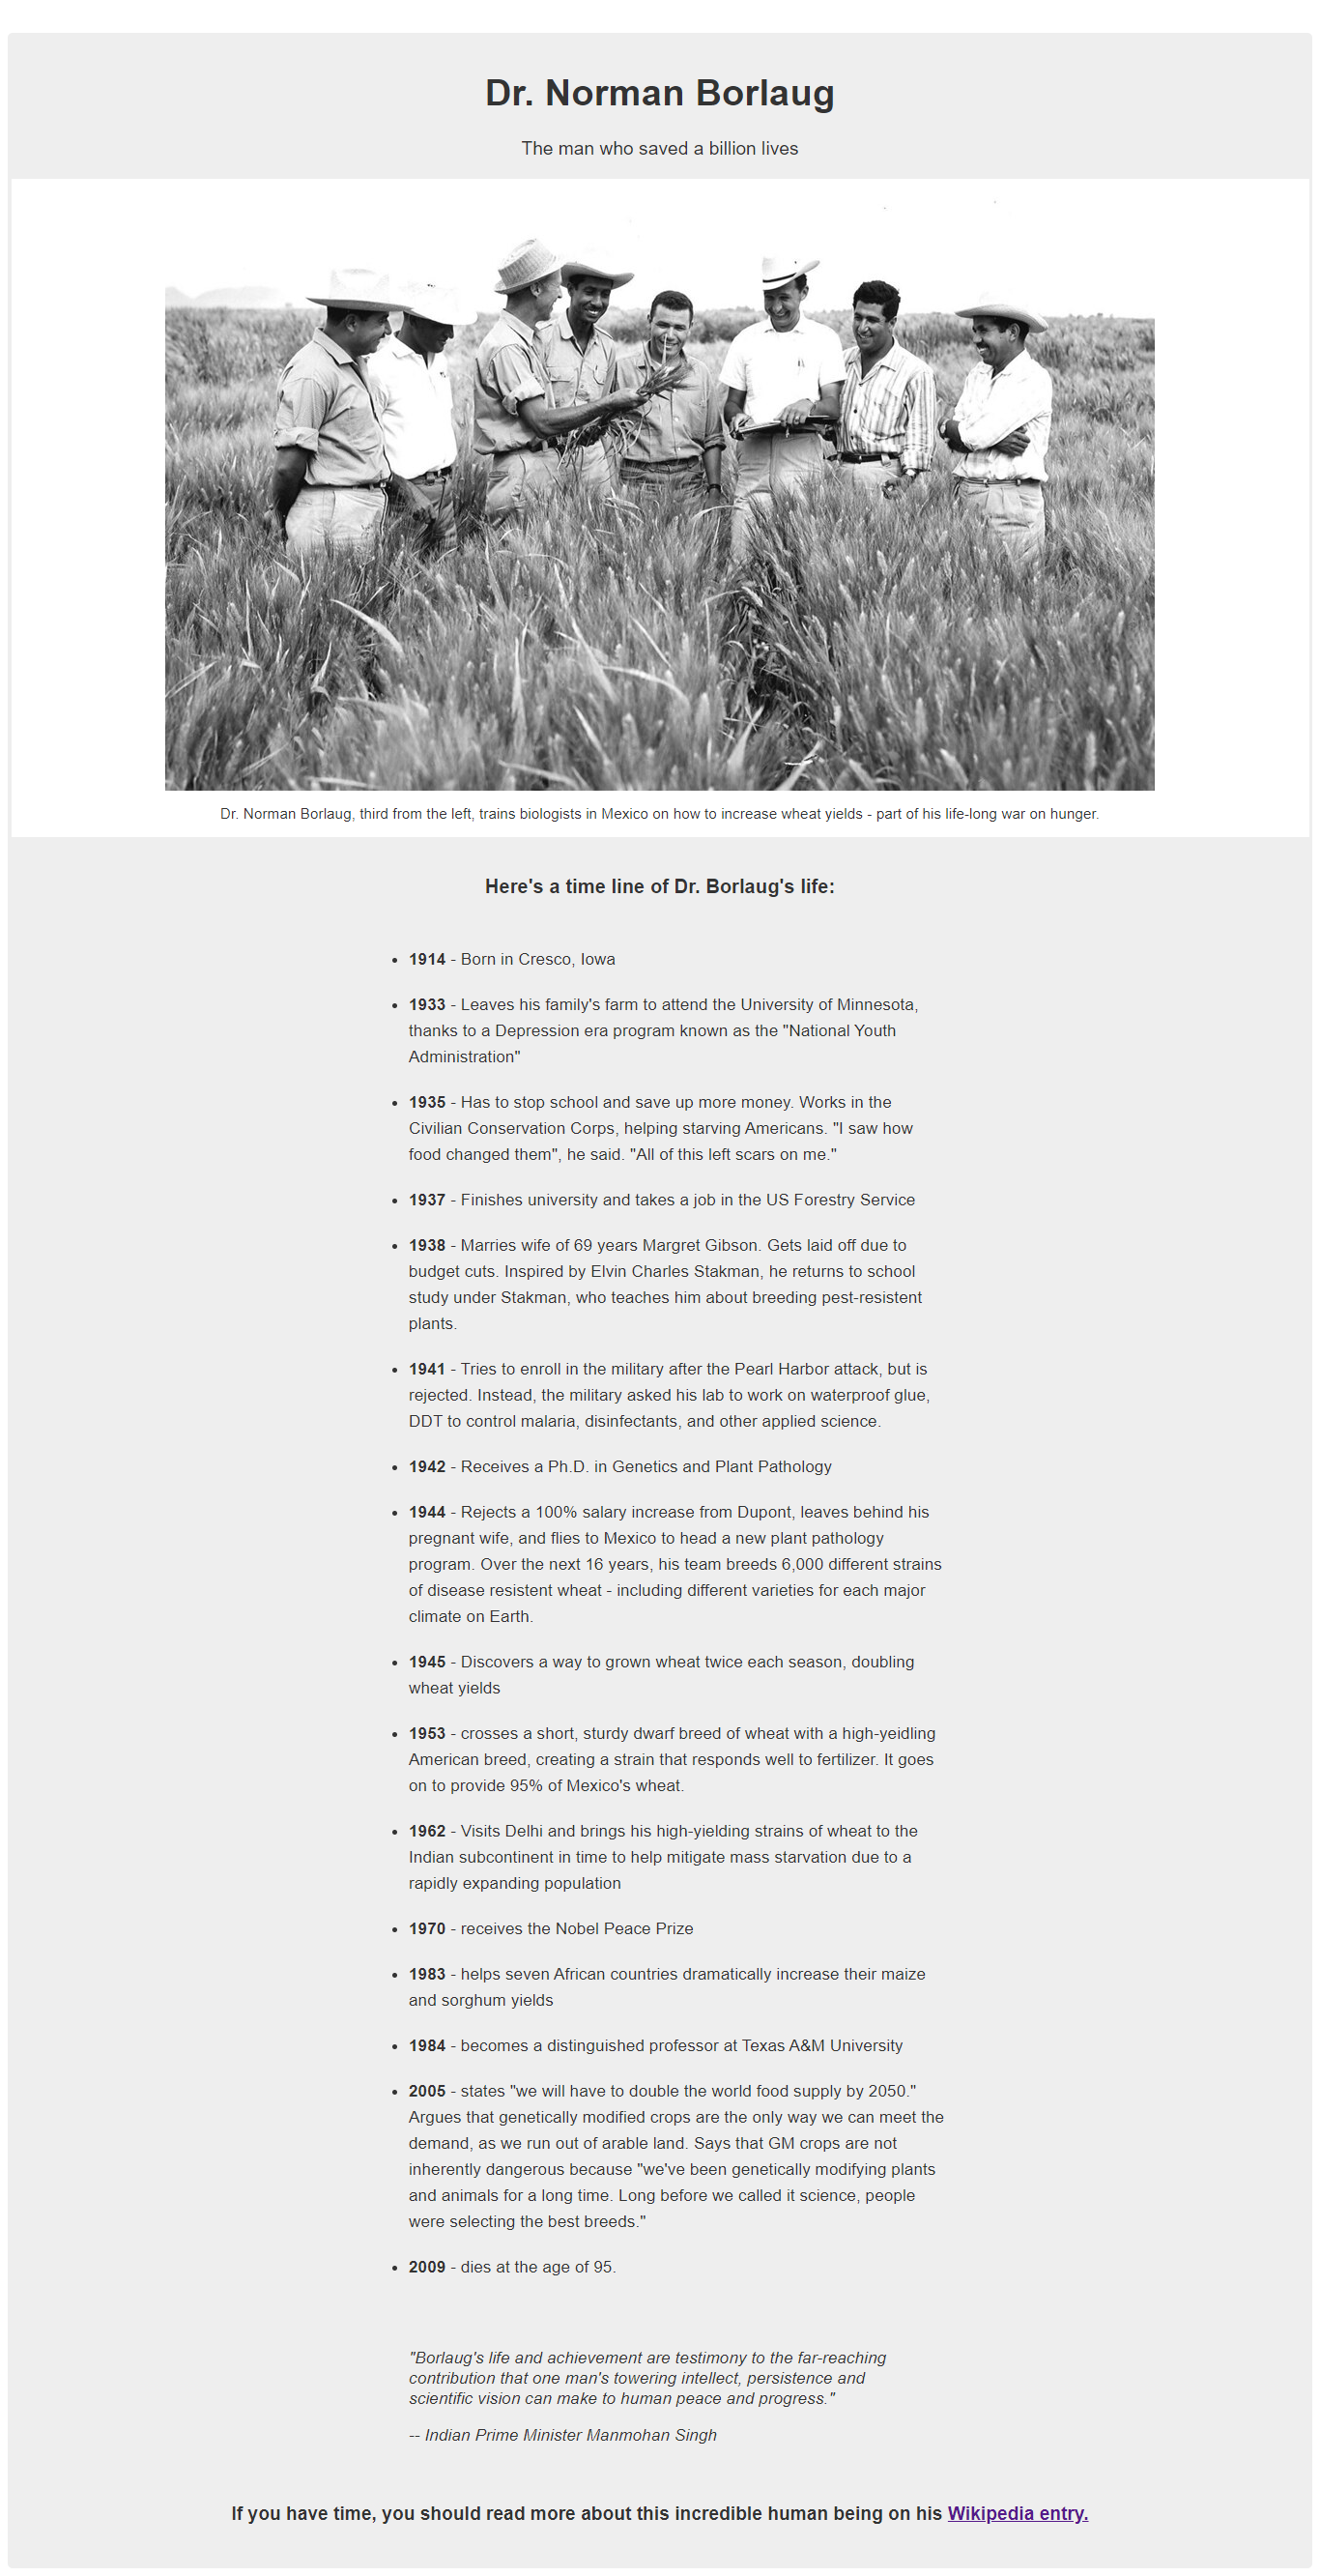 Dr. Norman Borlaug
The man who saved a billion lives
Dr. Norman Borlaug, third from the left, trains biologists in Mexico on how to increase wheat yields - part of his life-long war on hunger.
Here's a time line of Dr. Borlaug's life:
• 1914 - Born in Cresco, Iowa
• 1933 - Leaves his family's farm to attend the University of Minnesota,
thanks to a Depression era program known as the "National Youth
Administration"
• 1935 - Has to stop school and save up more money. Works in the
Civilian Conservation Corps, helping starving Americans. "I saw how
food changed them", he said. "All of this left scars on me."
• 1937 - Finishes university and takes a job in the US Forestry Service
• 1938 - Marries wife of 69 years Margret Gibson. Gets laid off due to
budget cuts. Inspired by Elvin Charles Stakman, he returns to school
study under Stakman, who teaches him about breeding pest-resistent
plants.
• 1941 - Tries to enroll in the military after the Pearl Harbor attack, but is
rejected. Instead, the military asked his lab to work on waterproof glue,
DDT to control malaria, disinfectants, and other applied science.
• 1942 - Receives a Ph.D. in Genetics and Plant Pathology
• 1944 - Rejects a 100% salary increase from Dupont, leaves behind his
pregnant wife, and flies to Mexico to head a new plant pathology
program. Over the next 16 years, his team breeds 6,000 different strains
of disease resistent wheat - including different varieties for each major
climate on Earth.
• 1945 - Discovers a way to grown wheat twice each season, doubling
wheat yields
• 1953 - crosses a short, sturdy dwarf breed of wheat with a high-yeidling
American breed, creating a strain that responds well to fertilizer. It goes
on to provide 95% of Mexico's wheat.
• 1962 - Visits Delhi and brings his high-yielding strains of wheat to the
Indian subcontinent in time to help mitigate mass starvation due to a
rapidly expanding population
• 1970 - receives the Nobel Peace Prize
• 1983 - helps seven African countries dramatically increase their maize
and sorghum yields
• 1984 - becomes a distinguished professor at Texas A&M University
• 2005 - states "we will have to double the world food supply by 2050."
Argues that genetically modified crops are the only way we can meet the
demand, as we run out of arable land. Says that GM crops are not
inherently dangerous because "we've been genetically modifying plants
and animals for a long time. Long before we called it science, people
were selecting the best breeds."
• 2009 - dies at the age of 95.
"Borlaug's life and achievement are testimony to the far-reaching
contribution that one man's towering intellect, persistence and
scientific vision can make to human peace and progress."
-- Indian Prime Minister Manmohan Singh
If you have time, you should read more about this incredible human being on his Wikipedia entry.